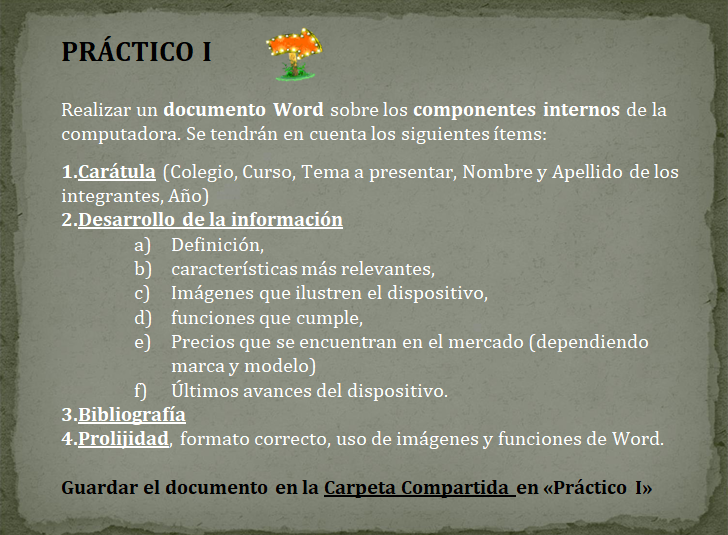 PRÁCTICO I
Realizar un documento Word sobre los componentes internos de la
computadora. Se tendrán en cuenta los siguientes ítems:
1.Carátula (Colegio, Curso, Tema a presentar, Nombre y Apellido de los
integrantes, Año)
2.Desarrollo de la información
a) Definición,
b) características más relevantes,
c) Imágenes que ilustren el dispositivo,
d) funciones que cumple,
e) Precios que se encuentran en el mercado (dependiendo
marca y modelo)
f) Últimos avances del dispositivo.
3.Bibliografía
4.Prolijidad, formato correcto, uso de imágenes y funciones de Word.
Guardar el documento en la Carpeta Compartida en «Práctico I»